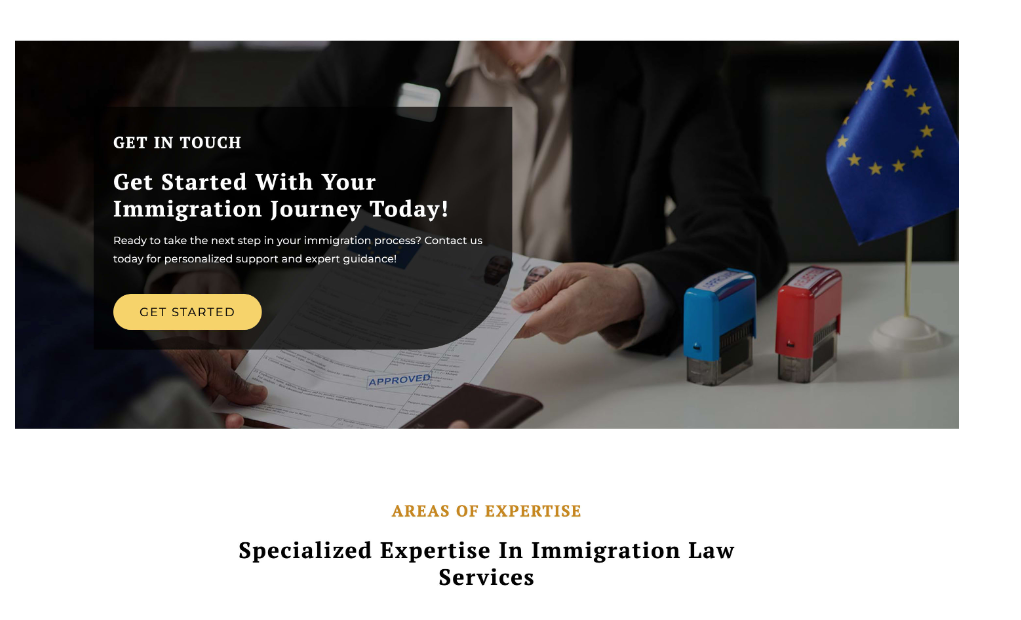 GET IN TOUCH
Get Started With Your
Immigration Journey Today!
Ready to take the next step in your immigration process? Contact us
today for personalized support and expert guidance!
GET STARTED
APPROVED
AREAS OF EXPERTISE
Specialized Expertise In Immigration Law
Services